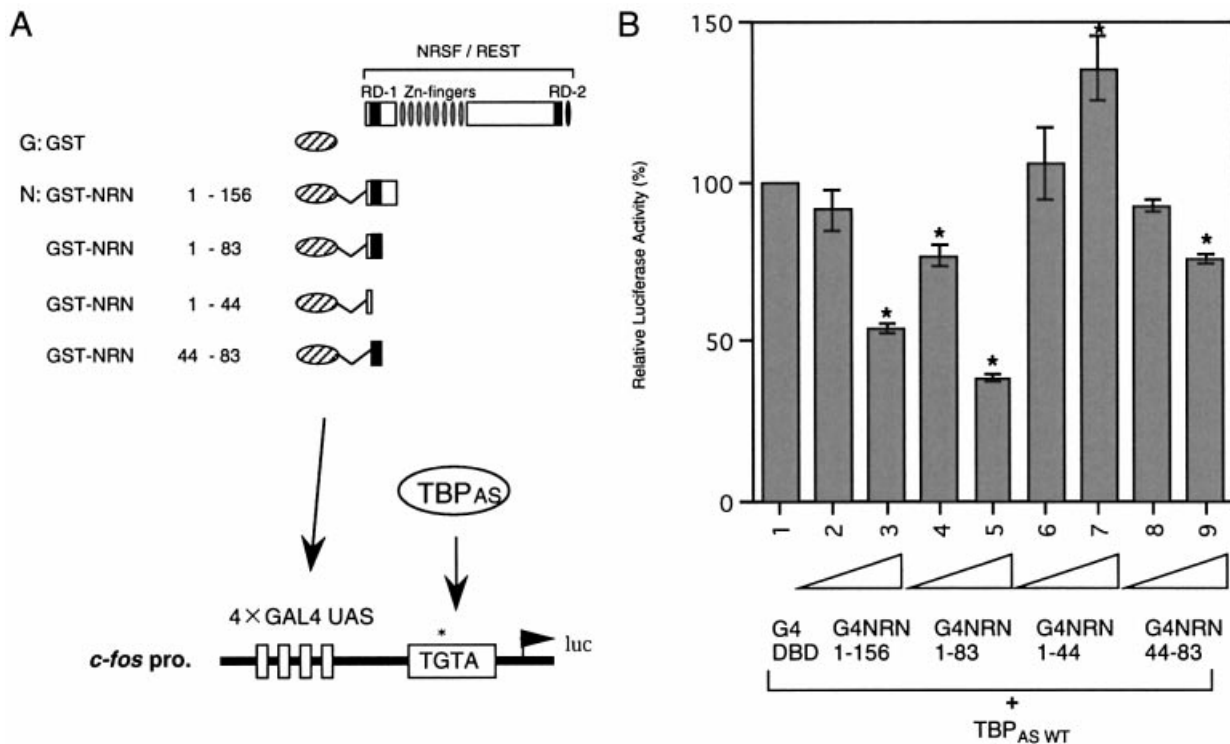 A
NRSF / REST
RD-1 Zn-fingers RD-2
G: GST
N: GST-NRN 1 - 156
GST-NRN 1 - 83
GST-NRN 1 - 44
GST-NRN 44 - 83
TBPAS
4×GAL4 UAS
*
c-fos pro. TGTA luc
B
Relative Luciferase Activity (%)
150
100
50
0
*
*
*
*
*
1 2 3 4 5 6 7 8 9
G4 G4NRN G4NRN G4NRN G4NRN
DBD 1-156 1-83 1-44 44-83
+
TBPAS WT